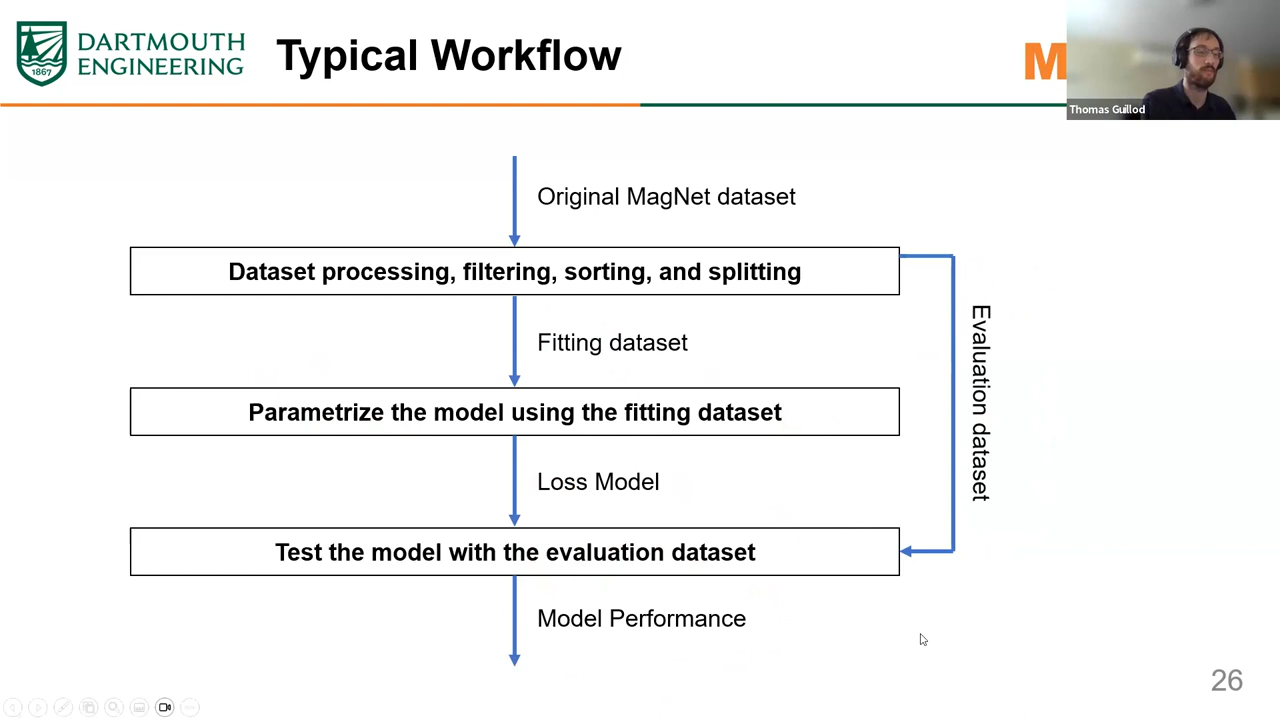 DARTMOUTH
ENGINEERING
1867
Typical Workflow
M
Thomas Guillod
Original MagNet dataset
Dataset processing, filtering, sorting, and splitting
Fitting dataset
Evaluation dataset
Parametrize the model using the fitting dataset
Loss Model
Test the model with the evaluation dataset
Model Performance
26